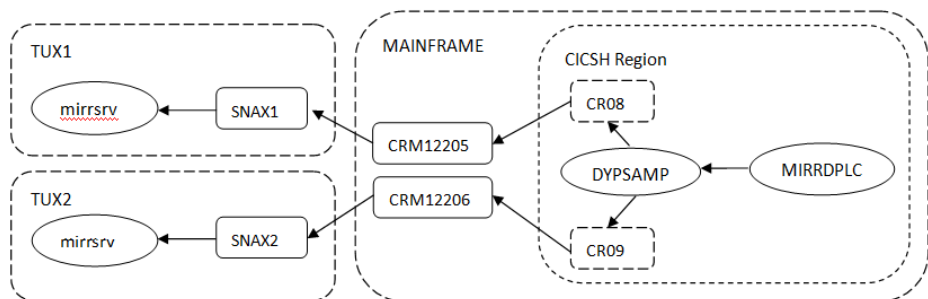 TUX1
mirrsrv
SNAX1
TUX2
mirrsrv
SNAX2
MAINFRAME
CRM12205
CRM12206
CICSH Region
CR08
DYPSAMP
MIRRDPLC
CR09